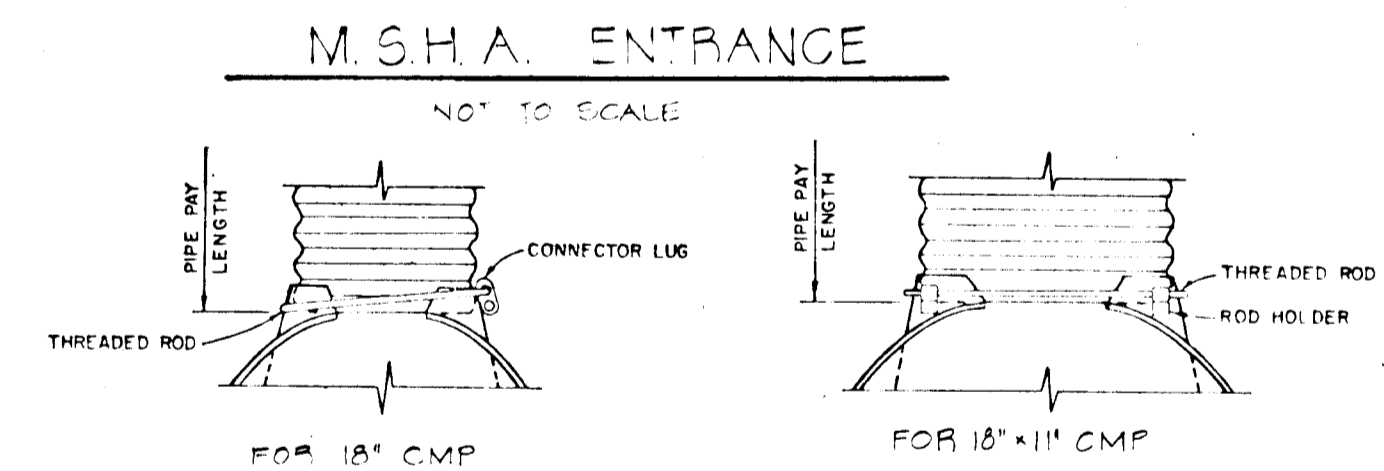 M.S.H.A. ENTRANCE
NOT TO SCALE
PIPE PAY
LENGTH
CONNECTOR LUG
THREADED ROD
FOR 18" CMP
PIPE PAY
LENGTH
THREADED ROD
ROD HOLDER
FOR 18" x 11" CMP